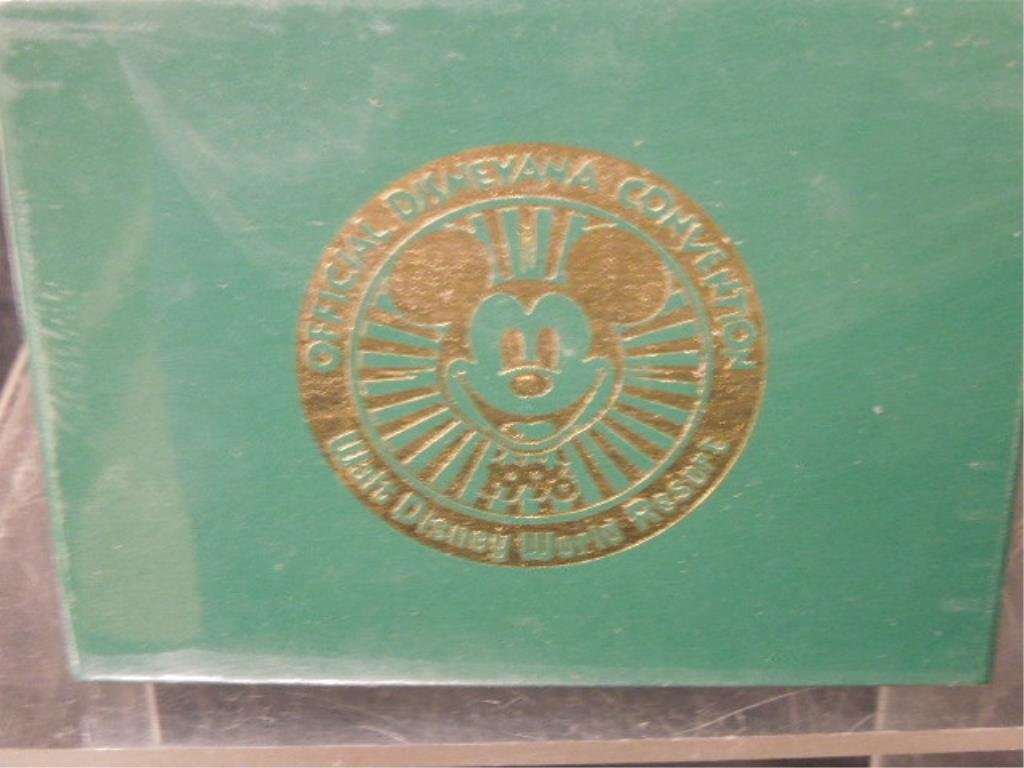 OFFICIAL DISNEYANA CONVENTION
Walt Disney World Resort